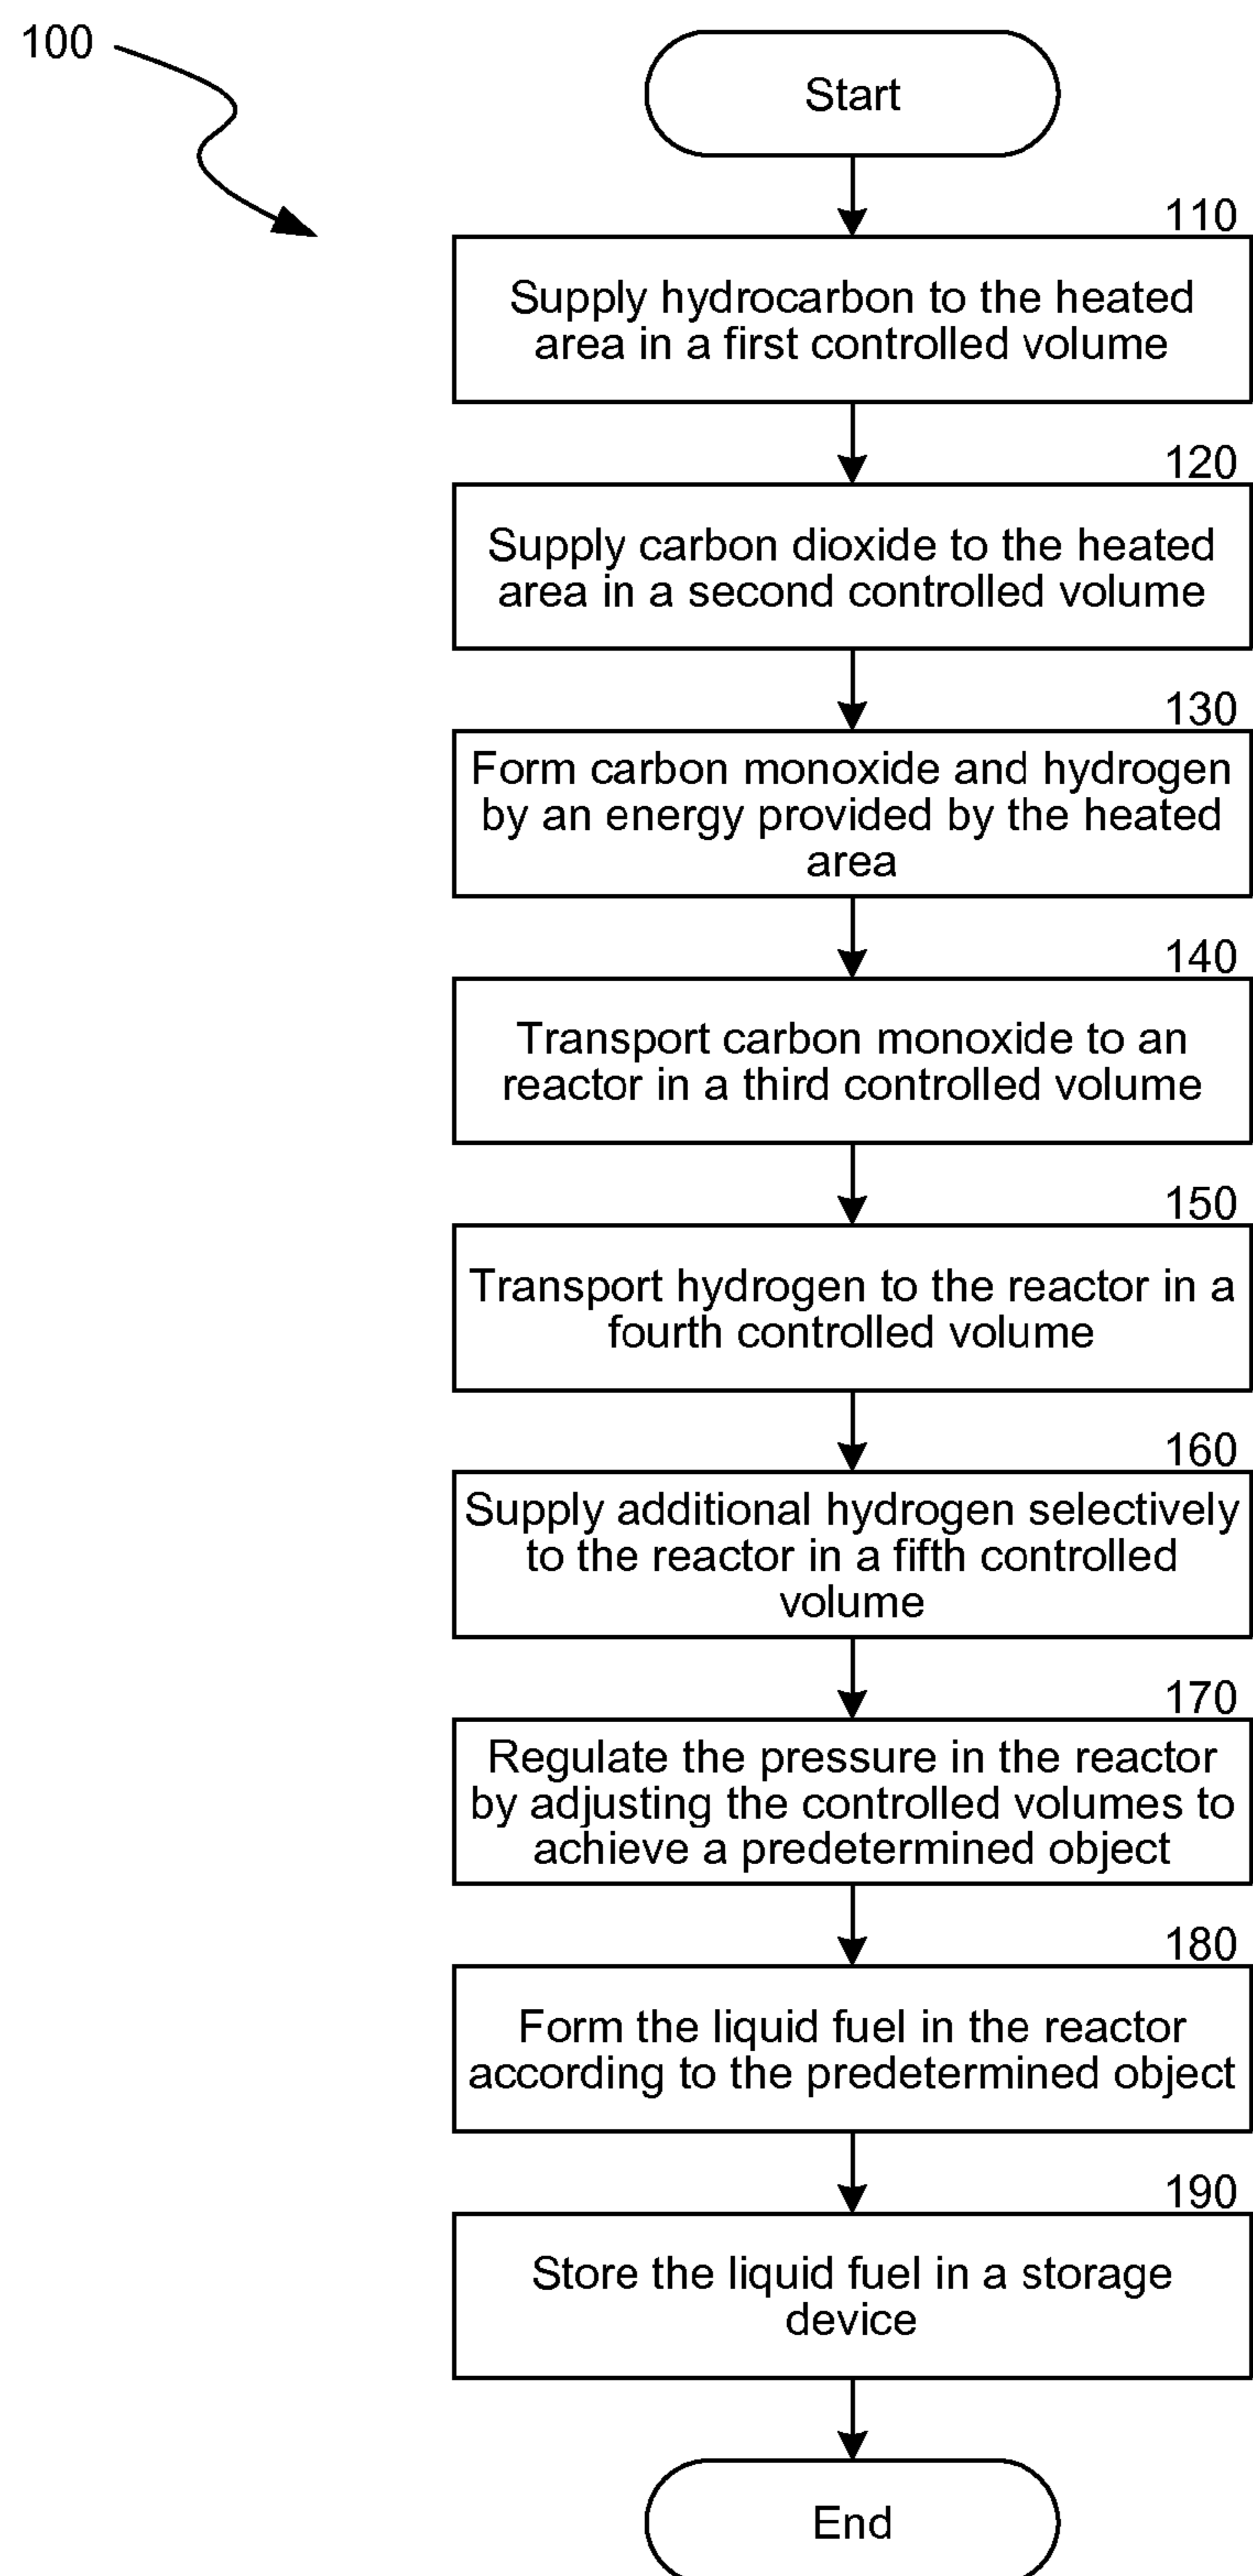 100
Start
110
Supply hydrocarbon to the heated
area in a first controlled volume
120
Supply carbon dioxide to the heated
area in a second controlled volume
130
Form carbon monoxide and hydrogen
by an energy provided by the heated
area
140
Transport carbon monoxide to an
reactor in a third controlled volume
150
Transport hydrogen to the reactor in a
fourth controlled volume
160
Supply additional hydrogen selectively
to the reactor in a fifth controlled
volume
170
Regulate the pressure in the reactor
by adjusting the controlled volumes to
achieve a predetermined object
180
Form the liquid fuel in the reactor
according to the predetermined object
190
Store the liquid fuel in a storage
device
End